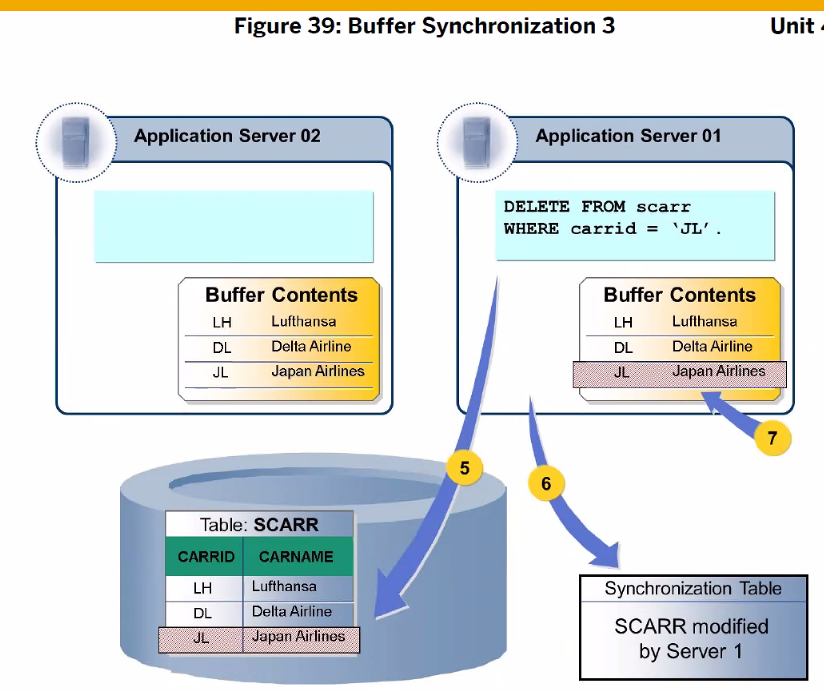 Figure 39: Buffer Synchronization 3
Unit
Application Server 02
Buffer Contents
LH Lufthansa
DL Delta Airline
JL Japan Airlines
Application Server 01
DELETE FROM scarr
WHERE carrid = ‘JL’.
Buffer Contents
LH Lufthansa
DL Delta Airline
JL Japan Airlines
7
5
6
Table: SCARR
CARRID CARNAME
LH Lufthansa
DL Delta Airline
JL Japan Airlines
Synchronization Table
SCARR modified
by Server 1